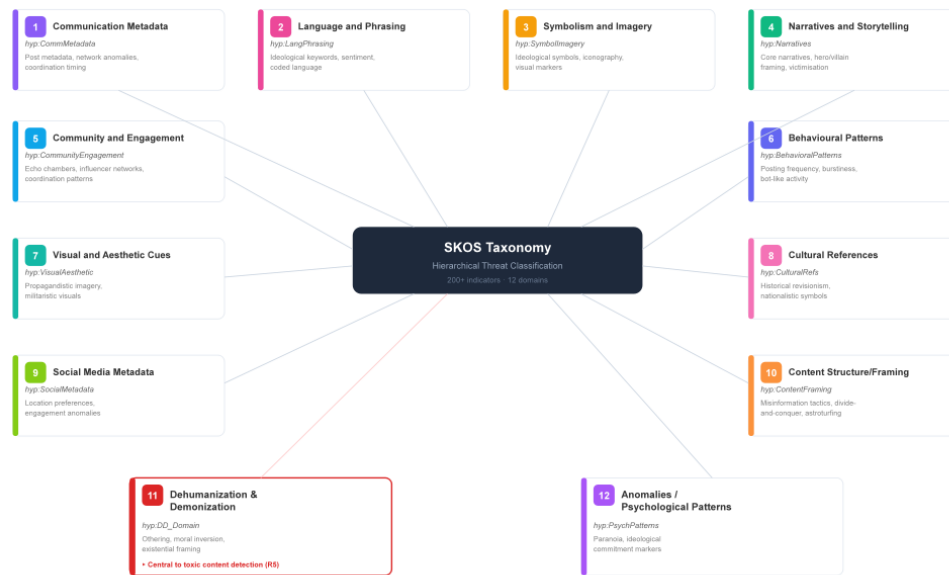 1
Communication Metadata
hyp:CommMetadata
Post metadata, network anomalies,
coordination timing
2
Language and Phrasing
hyp:LangPhrasing
Ideological keywords, sentiment,
coded language
3
Symbolism and Imagery
hyp:SymbolImagery
Ideological symbols, iconography,
visual markers
4
Narratives and Storytelling
hyp:Narratives
Core narratives, hero/villain
framing, victimisation
5
Community and Engagement
hyp:CommunityEngagement
Echo chambers, influencer networks,
coordination patterns
6
Behavioural Patterns
hyp:BehavioralPatterns
Posting frequency, burstiness,
bot-like activity
SKOS Taxonomy
Hierarchical Threat Classification
200+ indicators · 12 domains
7
Visual and Aesthetic Cues
hyp:VisualAesthetic
Propagandistic imagery,
militaristic visuals
8
Cultural References
hyp:CulturalRefs
Historical revisionism,
nationalistic symbols
9
Social Media Metadata
hyp:SocialMetadata
Location preferences,
engagement anomalies
10
Content Structure/Framing
hyp:ContentFraming
Misinformation tactics, divide-
and-conquer, astroturfing
11
Dehumanization &
Demonization
hyp:DD_Domain
Othering, moral inversion,
existential framing
• Central to toxic content detection (R5)
12
Anomalies /
Psychological Patterns
hyp:PsychPatterns
Paranoia, ideological
commitment markers